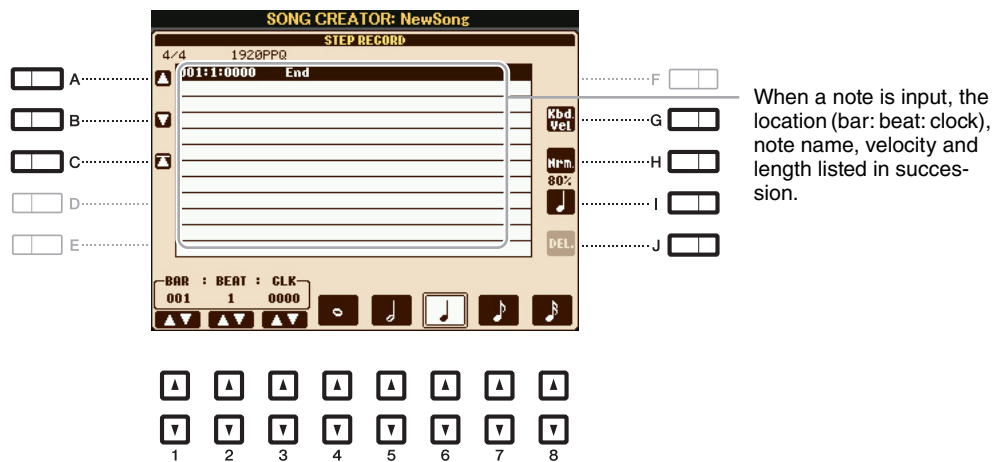 SONG CREATOR: NewSong
STEP RECORD
4/4 1920PPQ
001:1:0000 End
A
B
C
D
E
F
Kbd. Vel G
Nrm. H
80%
I
DEL. J
When a note is input, the
location (bar: beat: clock),
note name, velocity and
length listed in succes-
sion.
BAR : BEAT : CLK
001 1 0000
1 2 3 4 5 6 7 8